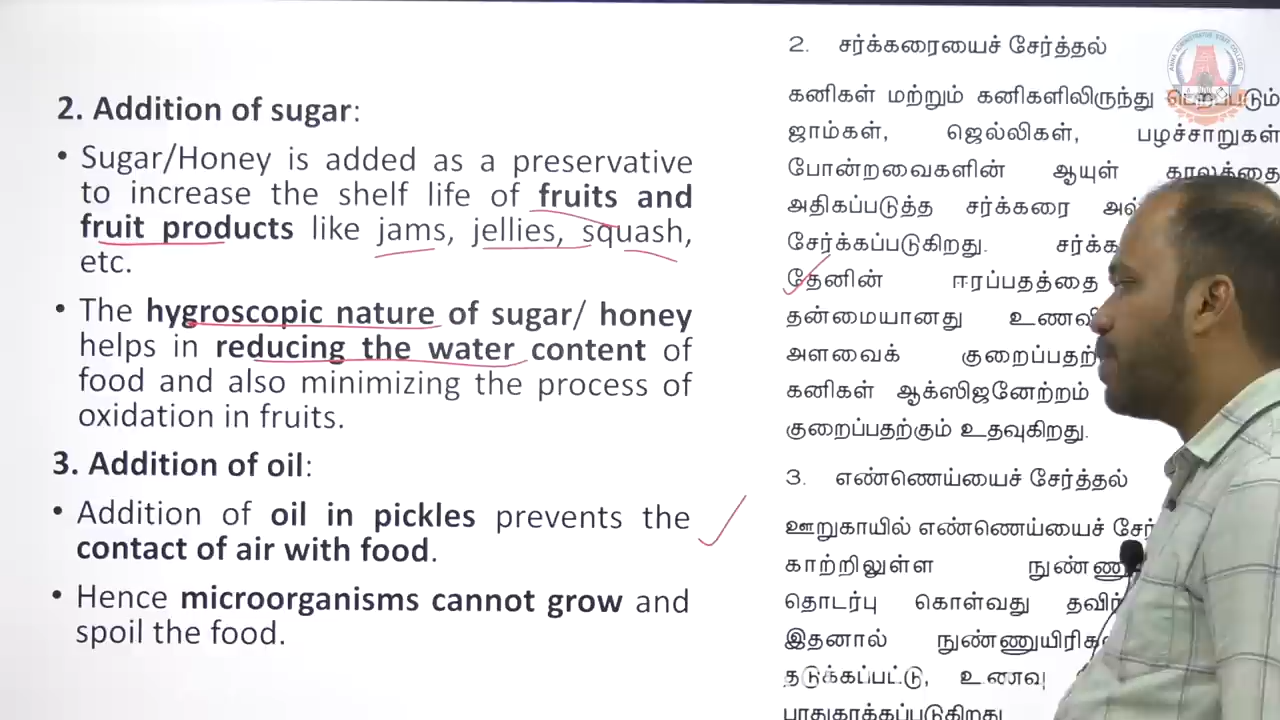 2. Addition of sugar:
• Sugar/Honey is added as a preservative
to increase the shelf life of fruits and
fruit products like jams, jellies, squash,
etc.
• The hygroscopic nature of sugar/ honey
helps in reducing the water content of
food and also minimizing the process of
oxidation in fruits.
3. Addition of oil:
• Addition of oil in pickles prevents the
contact of air with food.
• Hence microorganisms cannot grow and
spoil the food.
2. சர்க்கரையைச் சேர்த்தல்
கனிகள் மற்றும் கனிகளிலிருந்து பெறப்படும்
ஜாம்கள், ஜெல்லிகள், பழச்சாறுகள்
போன்றவைகளின் ஆயுள் காலத்தை
அதிகப்படுத்த சர்க்கரை
சேர்க்கப்படுகிறது.
தேனின் ஈரப்பதத்தை
தன்மையானது
அளவைக்
கனிகள் ஆக்ஸிஜனேற்றம்
குறைப்பதற்கும் உதவுகிறது.
3. எண்ணெய்யைச் சேர்த்தல்
ஊறுகாயில் எண்ணெய்யைச்
காற்றிலுள்ள
தொடர்பு கொள்வது
இதனால்
தடுக்கப்பட்டு, உணவு
பாதுகாக்கப்படுகிறது
ANNA ADMINISTRATIVE STAFF COLLEGE